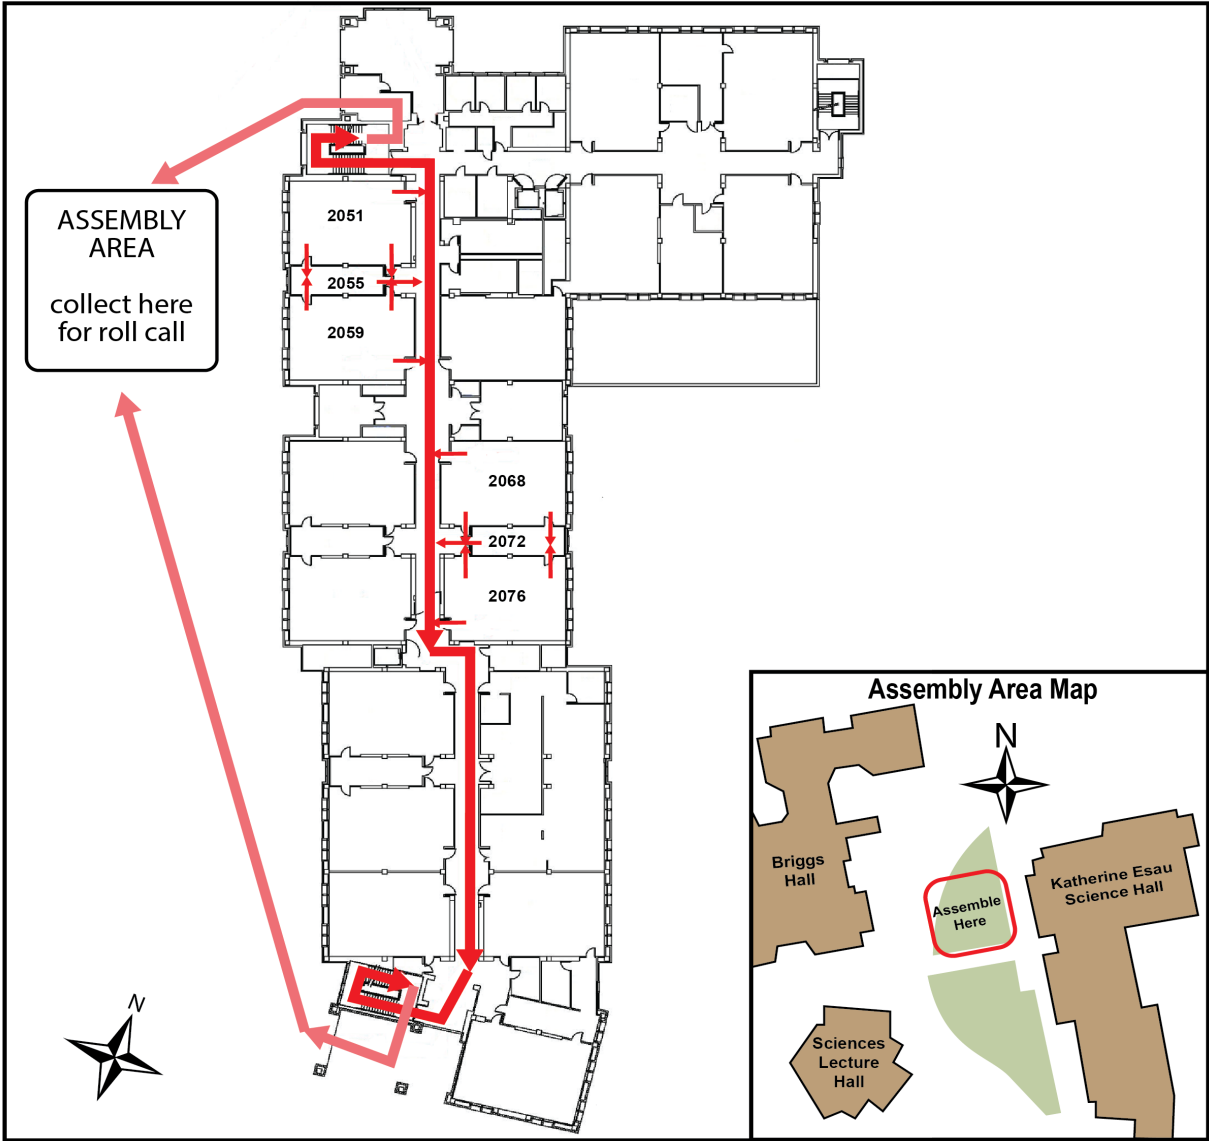 ASSEMBLY
AREA
collect here
for roll call
2051
2055
2059
2068
2072
2076
N
Assembly Area Map
N
Briggs
Hall
Katherine Esau
Science Hall
Assemble
Here
Sciences
Lecture
Hall